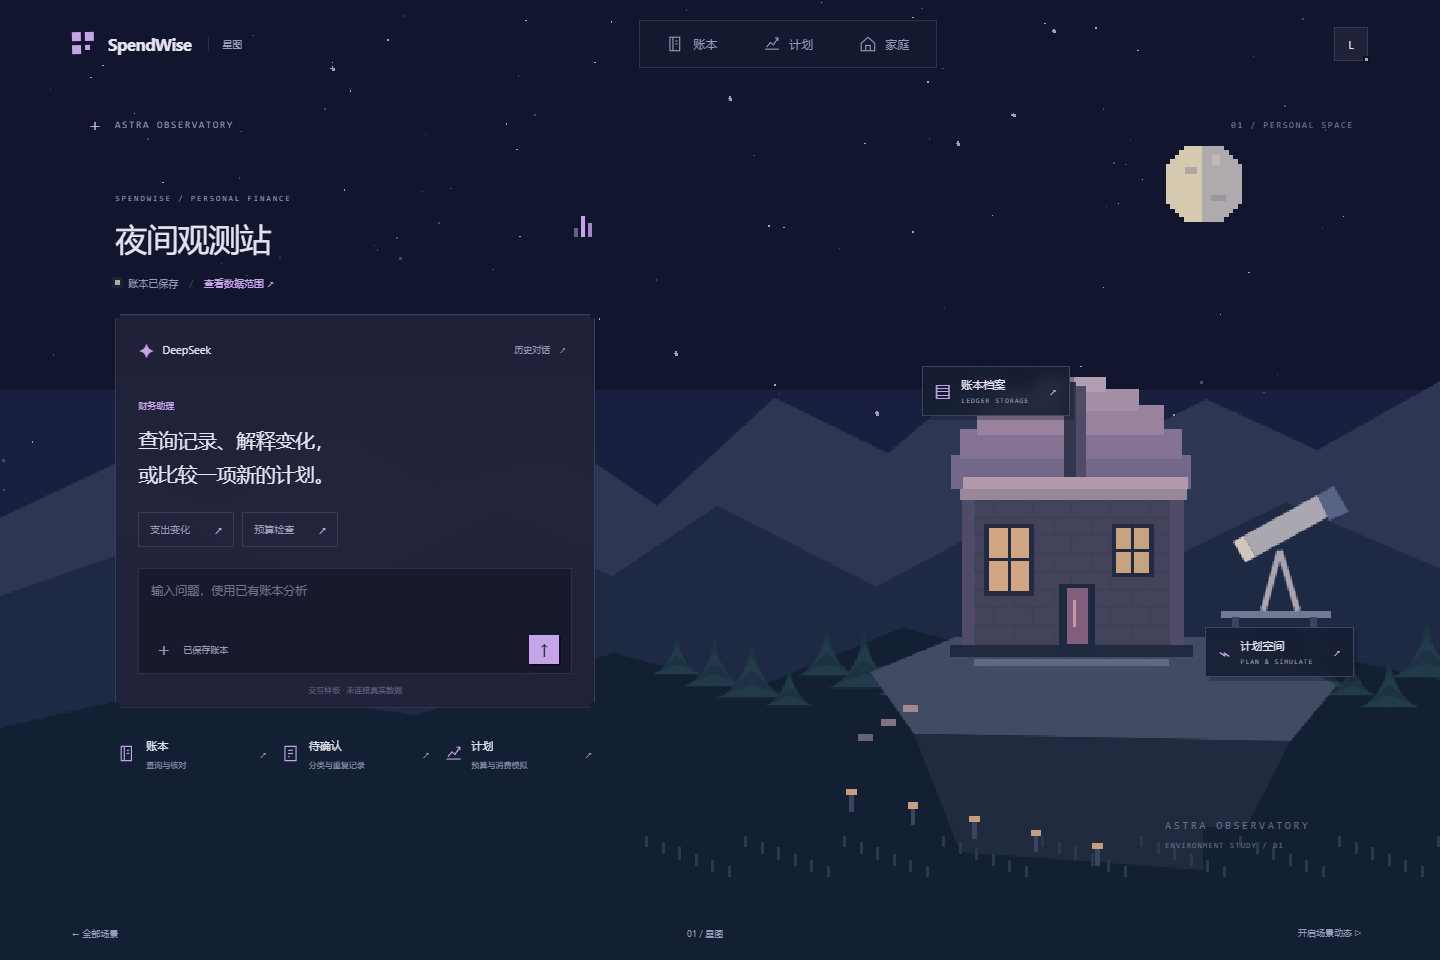 SpendWise
星图
账本
计划
家庭
L
ASTRA OBSERVATORY
01 / PERSONAL SPACE
SPENDWISE / PERSONAL FINANCE
夜间观测站
账本已保存 / 查看数据范围 ↗
DeepSeek
历史对话 ↗
财务助理
查询记录、解释变化，
或比较一项新的计划。
支出变化 ↗
预算检查 ↗
输入问题，使用已有账本分析
+ 已保存账本
↑
交互样板 · 未连接真实数据
账本 ↗
查询与核对
待确认 ↗
分类与重复记录
计划 ↗
预算与消费模拟
账本档案 ↗
LEDGER STORAGE
计划空间 ↗
PLAN & SIMULATE
ASTRA OBSERVATORY
ENVIRONMENT STUDY / 01
← 全部场景
01 / 星图
开启场景动态 ▷